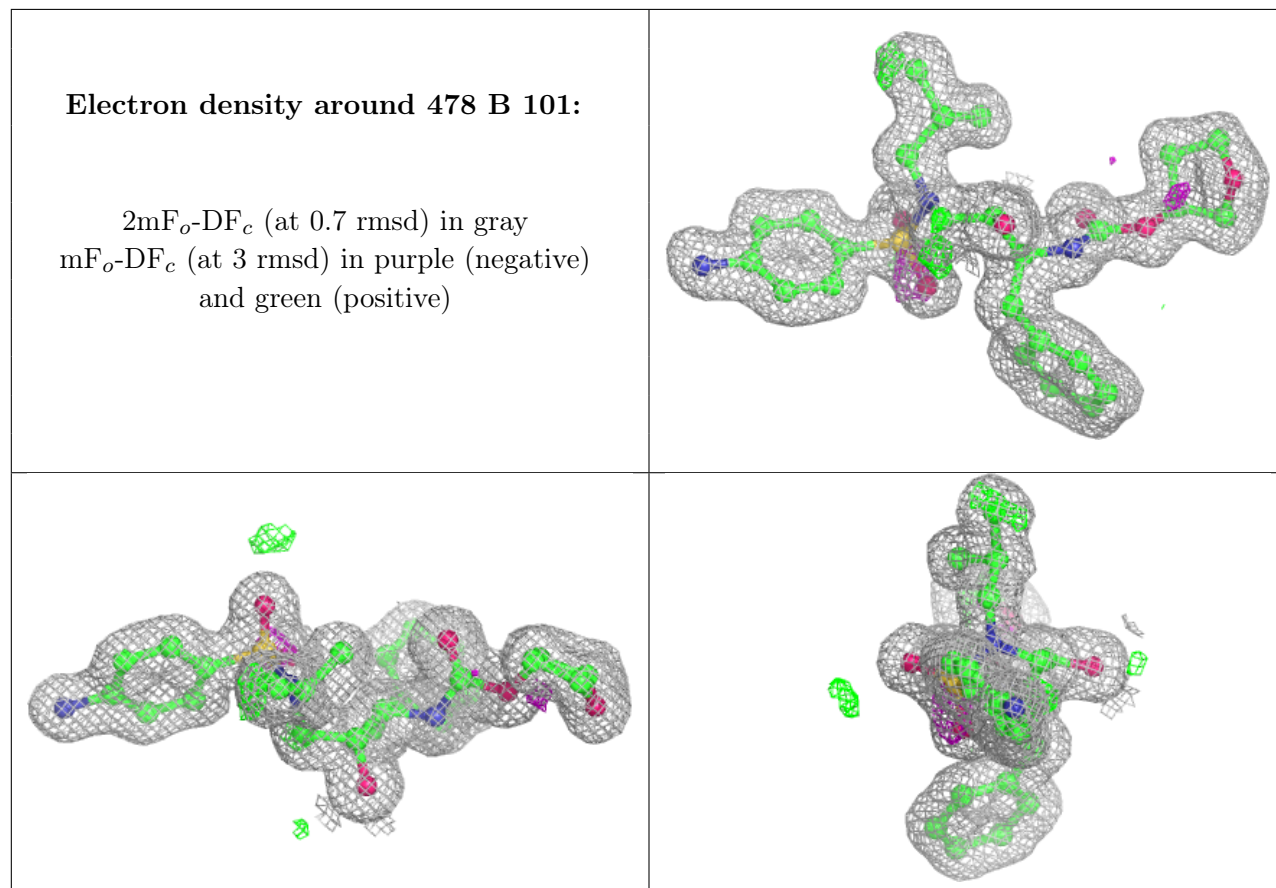 Electron density around 478 B 101:
2mFo-DFc (at 0.7 rmsd) in gray
mFo-DFc (at 3 rmsd) in purple (negative)
and green (positive)